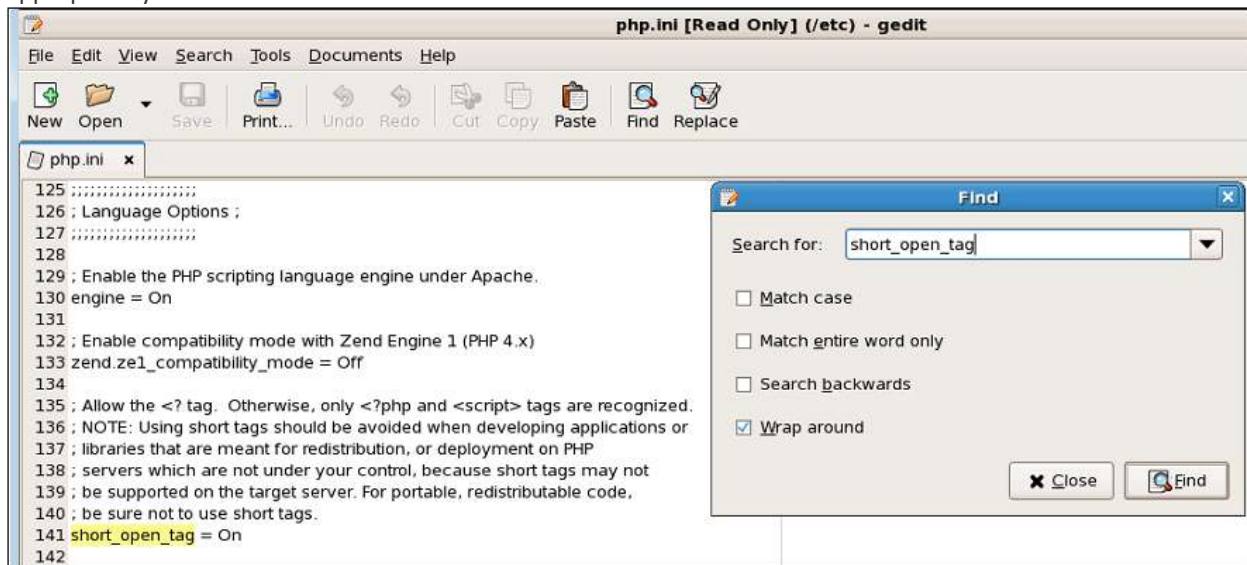 php.ini [Read Only] (/etc) - gedit
File Edit View Search Tools Documents Help
New Open Save Print... Undo Redo Cut Copy Paste Find Replace
php.ini x
125 ;;;;;;;;;;;;;;;;;;;;
126 ; Language Options ;
127 ;;;;;;;;;;;;;;;;;;;;
128
129 ; Enable the PHP scripting language engine under Apache.
130 engine = On
131
132 ; Enable compatibility mode with Zend Engine 1 (PHP 4.x)
133 zend.ze1_compatibility_mode = Off
134
135 ; Allow the <? tag.  Otherwise, only <?php and <script> tags are recognized.
136 ; NOTE: Using short tags should be avoided when developing applications or
137 ; libraries that are meant for redistribution, or deployment on PHP
138 ; servers which are not under your control, because short tags may not
139 ; be supported on the target server. For portable, redistributable code,
140 ; be sure not to use short tags.
141 short_open_tag = On
142
Find
Search for: short_open_tag
Match case
Match entire word only
Search backwards
Wrap around
Close Find